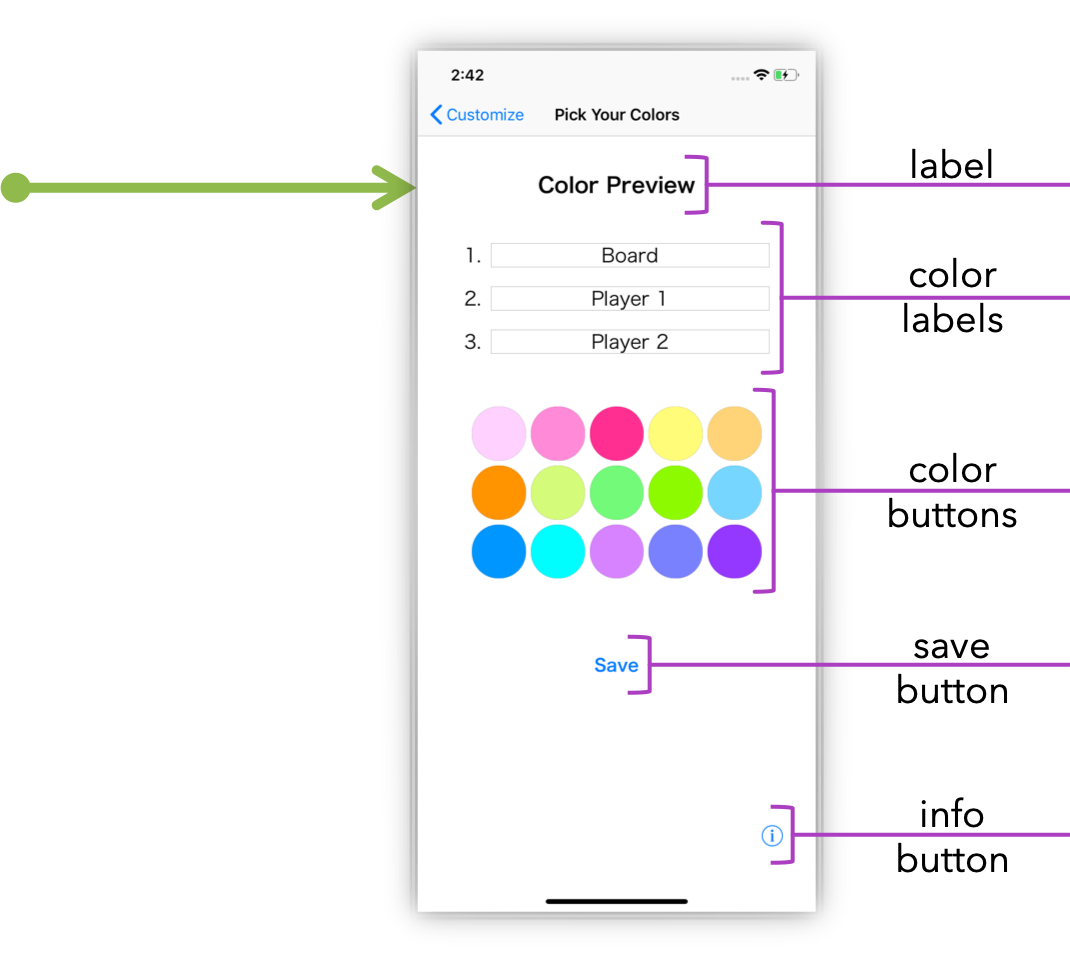 2:42
Customize Pick Your Colors
Color Preview
label
1. Board
2. Player 1
3. Player 2
color
labels
color
buttons
Save
save
button
i
info
button